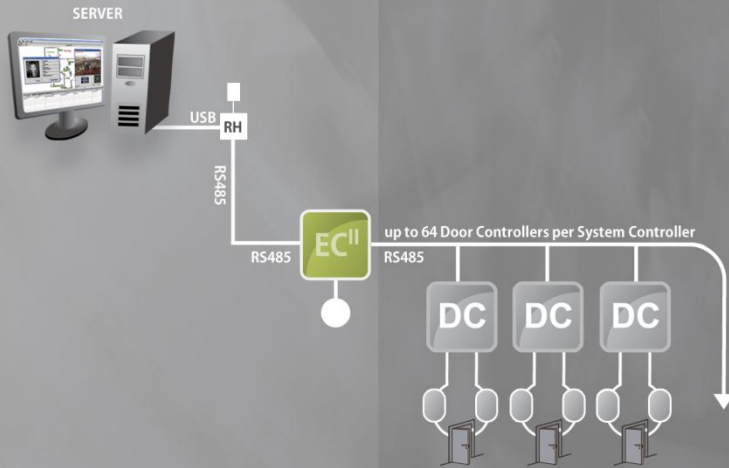 SERVER
USB
RH
RS485
RS485
EC^II
up to 64 Door Controllers per System Controller
RS485
DC
DC
DC